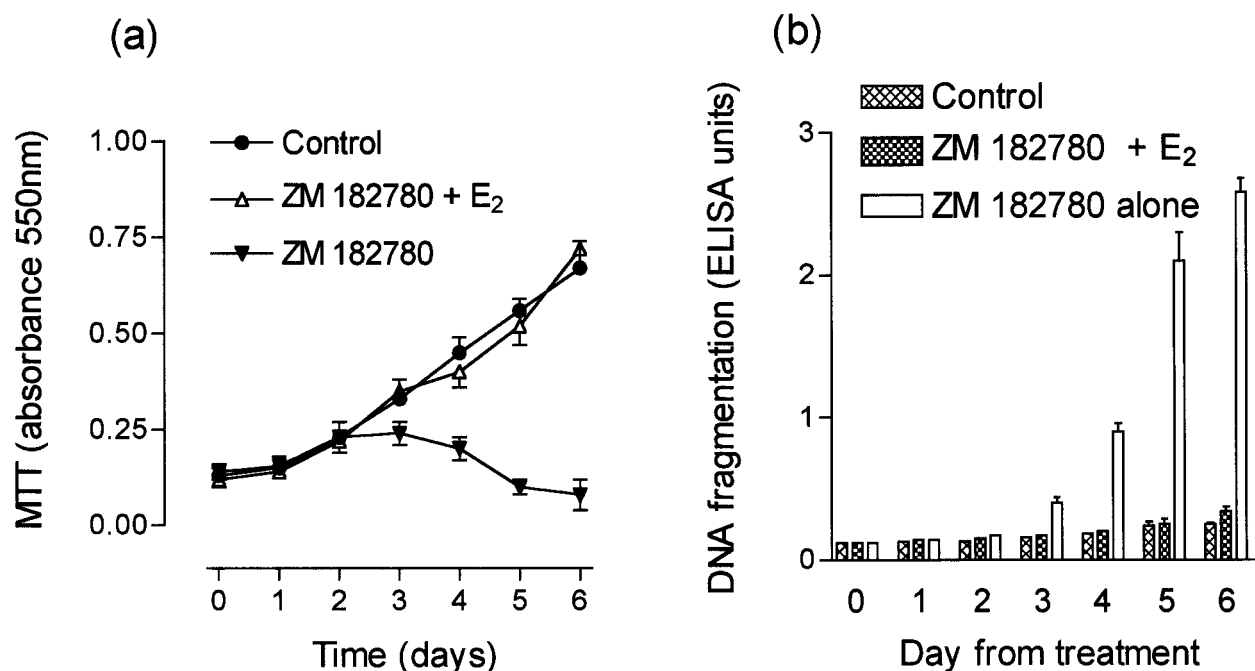 (a)
MTT (absorbance 550nm)
1.00
0.75
0.50
0.25
0.00
Control
ZM 182780 + E₂
ZM 182780
0 1 2 3 4 5 6
Time (days)
(b)
DNA fragmentation (ELISA units)
3
2
1
0
Control
ZM 182780 + E₂
ZM 182780 alone
0 1 2 3 4 5 6
Day from treatment